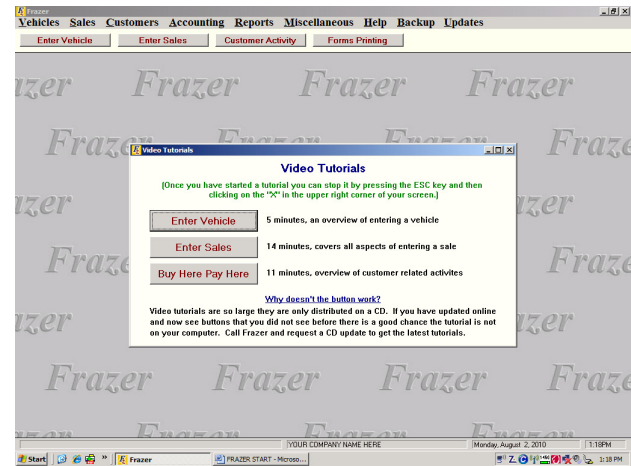 Frazer
Vehicles Sales Customers Accounting Reports Miscellaneous Help Backup Updates
Enter Vehicle Enter Sales Customer Activity Forms Printing
Frazer Frazer Frazer
Video Tutorials
Video Tutorials
(Once you have started a tutorial you can stop it by pressing the ESC key and then
clicking on the "X" in the upper right corner of your screen.)
Enter Vehicle 5 minutes, an overview of entering a vehicle
Enter Sales 14 minutes, covers all aspects of entering a sale
Buy Here Pay Here 11 minutes, overview of customer related activites
Why doesn't the button work?
Video tutorials are so large they are only distributed on a CD. If you have updated online
and now see buttons that you did not see before there is a good chance the tutorial is not
on your computer. Call Frazer and request a CD update to get the latest tutorials.
Frazer Frazer Frazer
YOUR COMPANY NAME HERE Monday, August 2, 2010 1:18PM
Start Frazer FRAZER START - Microso... 1:18 PM